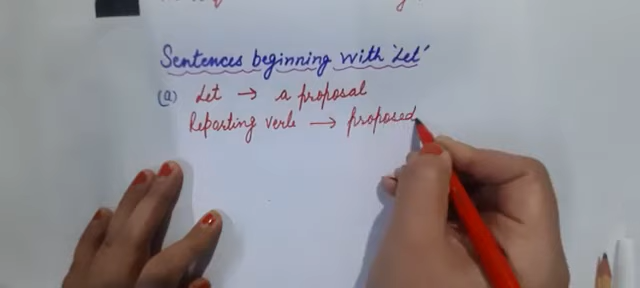 Sentences beginning with 'Let'
(a) Let → a proposal
Reporting verb → proposed